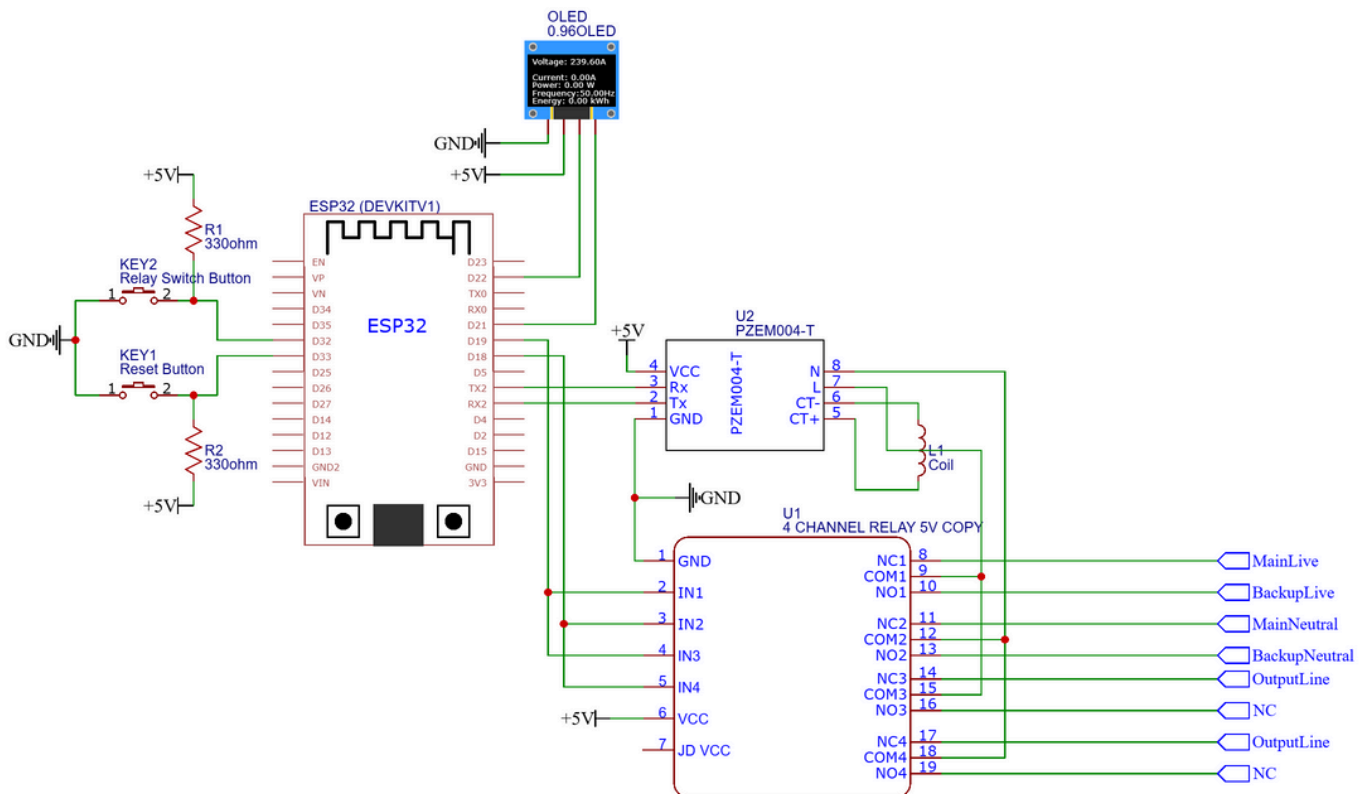 OLED
0.96OLED
Voltage: 239.60A
Current: 0.00A
Power: 0.00 W
Frequency:50.00Hz
Energy: 0.00 kWh
GND
+5V
+5V
R1
330ohm
KEY2
Relay Switch Button
1 2
GND
KEY1
Reset Button
1 2
R2
330ohm
+5V
ESP32 (DEVKITV1)
ESP32
EN
VP
VN
D34
D35
D32
D33
D25
D26
D27
D14
D12
D13
GND2
VIN
D23
D22
TX0
RX0
D21
D19
D18
D5
TX2
RX2
D4
D2
D15
GND
3V3
+5V
U2
PZEM004-T
PZEM004-T
4 VCC
3 Rx
2 Tx
1 GND
N 8
L 7
CT- 6
CT+ 5
L1
Coil
GND
U1
4 CHANNEL RELAY 5V COPY
1 GND
2 IN1
3 IN2
4 IN3
5 IN4
+5V
6 VCC
7 JD VCC
NC1 8 MainLive
COM1 9
NO1 10 BackupLive
NC2 11 MainNeutral
COM2 12
NO2 13 BackupNeutral
NC3 14 OutputLine
COM3 15
NO3 16 NC
NC4 17 OutputLine
COM4 18
NO4 19 NC